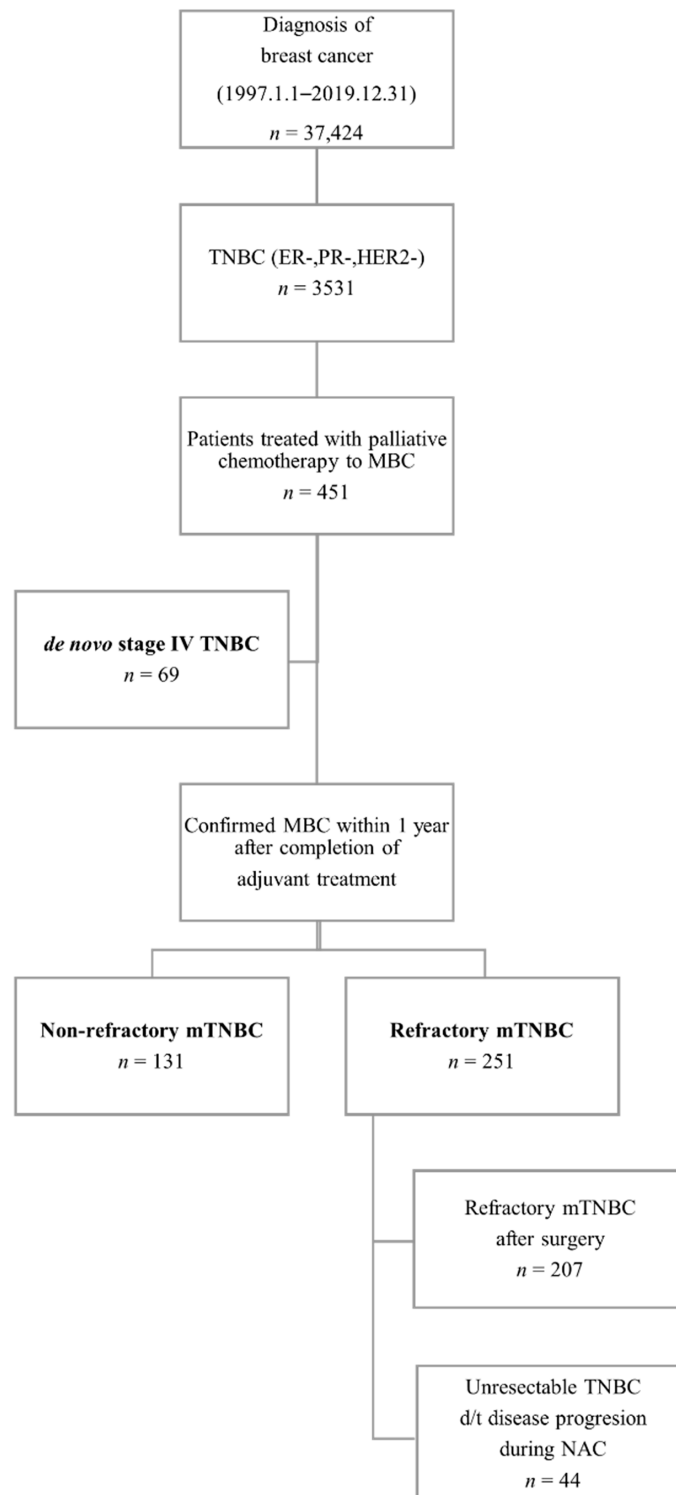 Diagnosis of
breast cancer
(1997.1.1–2019.12.31)
n = 37,424
TNBC (ER-,PR-,HER2-)
n = 3531
Patients treated with palliative
chemotherapy to MBC
n = 451
de novo stage IV TNBC
n = 69
Confirmed MBC within 1 year
after completion of
adjuvant treatment
Non-refractory mTNBC
n = 131
Refractory mTNBC
n = 251
Refractory mTNBC
after surgery
n = 207
Unresectable TNBC
d/t disease progresion
during NAC
n = 44